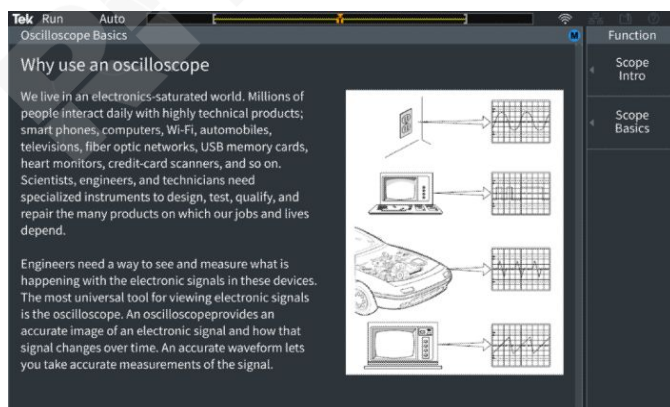 Tek Run Auto
Oscilloscope Basics
M
Function
Why use an oscilloscope
Scope
Intro
We live in an electronics-saturated world. Millions of
people interact daily with highly technical products;
smart phones, computers, Wi-Fi, automobiles,
televisions, fiber optic networks, USB memory cards,
heart monitors, credit-card scanners, and so on.
Scientists, engineers, and technicians need
specialized instruments to design, test, qualify, and
repair the many products on which our jobs and lives
depend.
Scope
Basics
Engineers need a way to see and measure what is
happening with the electronic signals in these devices.
The most universal tool for viewing electronic signals
is the oscilloscope. An oscilloscopeprovides an
accurate image of an electronic signal and how that
signal changes over time. An accurate waveform lets
you take accurate measurements of the signal.